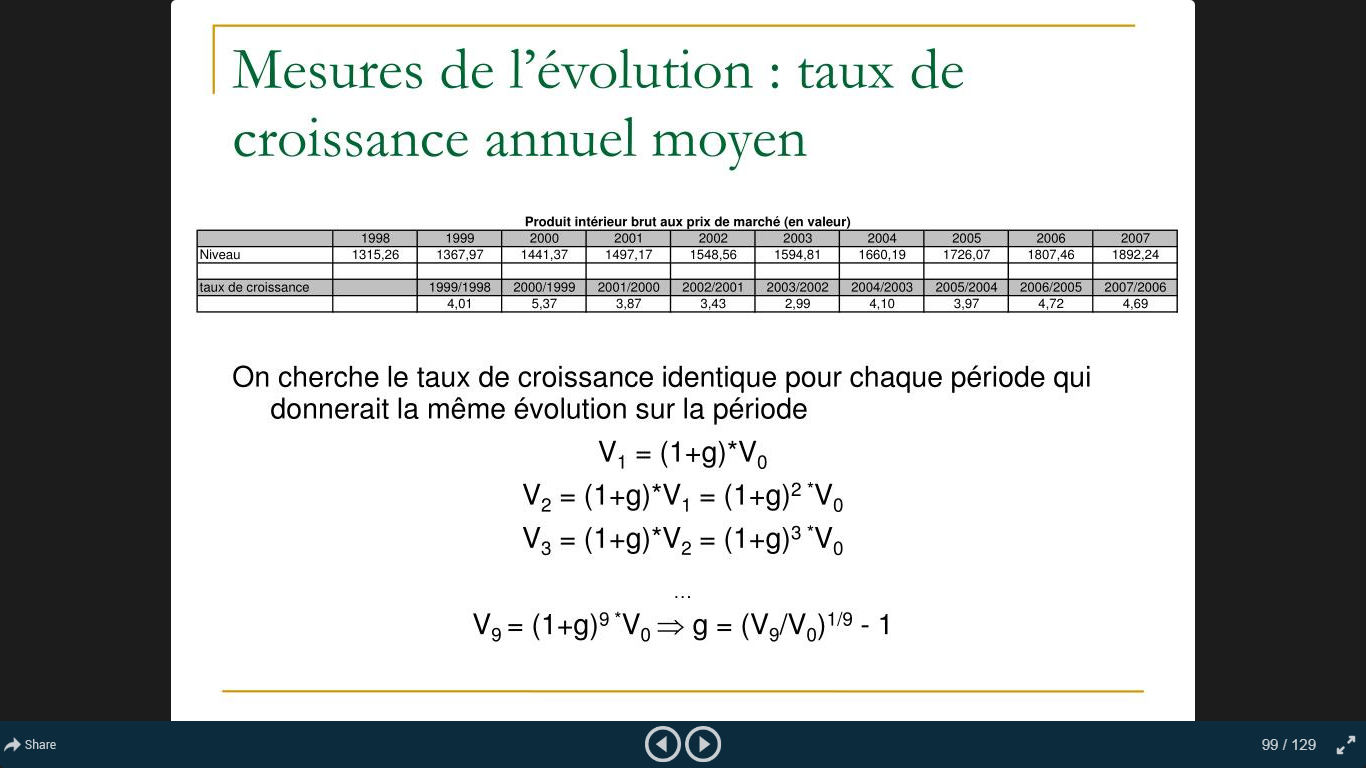 Mesures de l’évolution : taux de
croissance annuel moyen
Produit intérieur brut aux prix de marché (en valeur)
1998 1999 2000 2001 2002 2003 2004 2005 2006 2007
Niveau 1315,26 1367,97 1441,37 1497,17 1548,56 1594,81 1660,19 1726,07 1807,46 1892,24
taux de croissance 1999/1998 2000/1999 2001/2000 2002/2001 2003/2002 2004/2003 2005/2004 2006/2005 2007/2006
4,01 5,37 3,87 3,43 2,99 4,10 3,97 4,72 4,69
On cherche le taux de croissance identique pour chaque période qui
donnerait la même évolution sur la période
V₁ = (1+g)*V₀
V₂ = (1+g)*V₁ = (1+g)² *V₀
V₃ = (1+g)*V₂ = (1+g)³ *V₀
…
V₉ = (1+g)⁹ *V₀ ⇒ g = (V₉/V₀)¹/⁹ - 1
Share 99 / 129